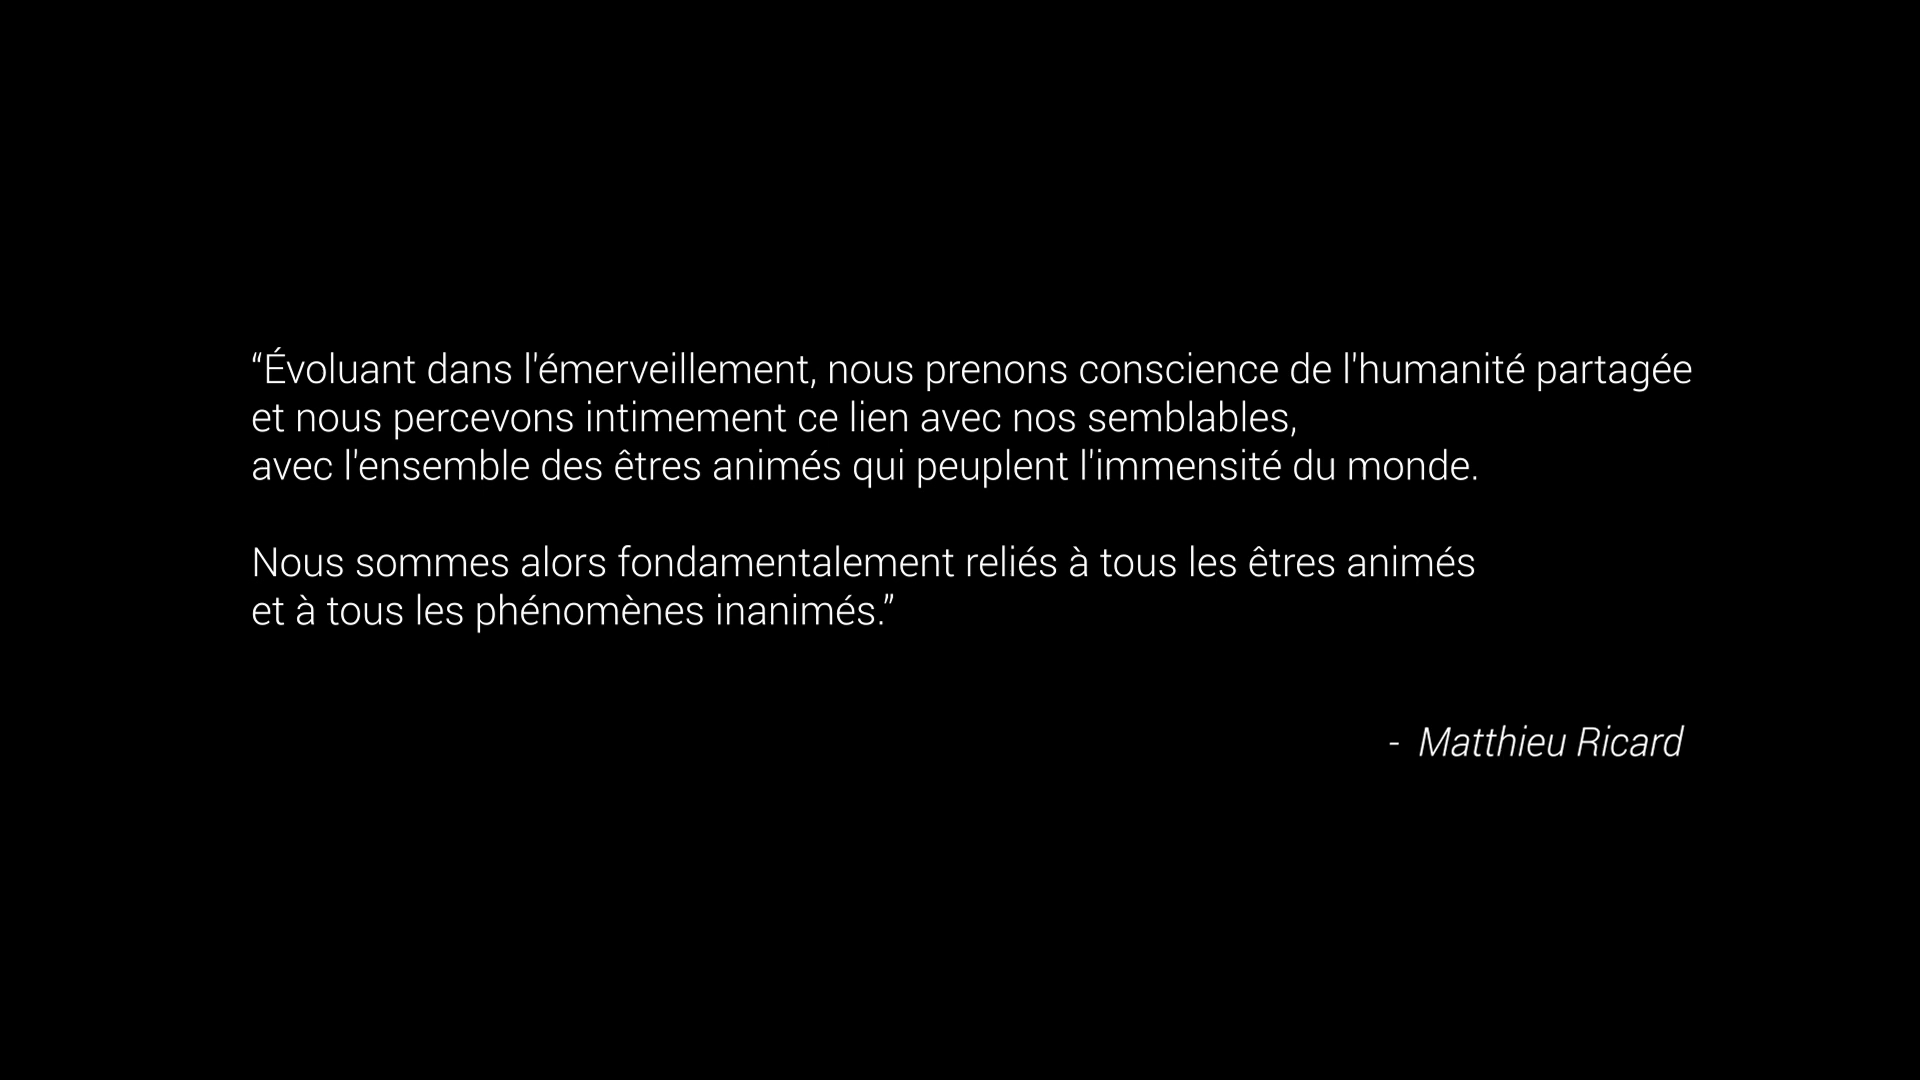 “Évoluant dans l'émerveillement, nous prenons conscience de l'humanité partagée
et nous percevons intimement ce lien avec nos semblables,
avec l'ensemble des êtres animés qui peuplent l'immensité du monde.
Nous sommes alors fondamentalement reliés à tous les êtres animés
et à tous les phénomènes inanimés.”
- Matthieu Ricard